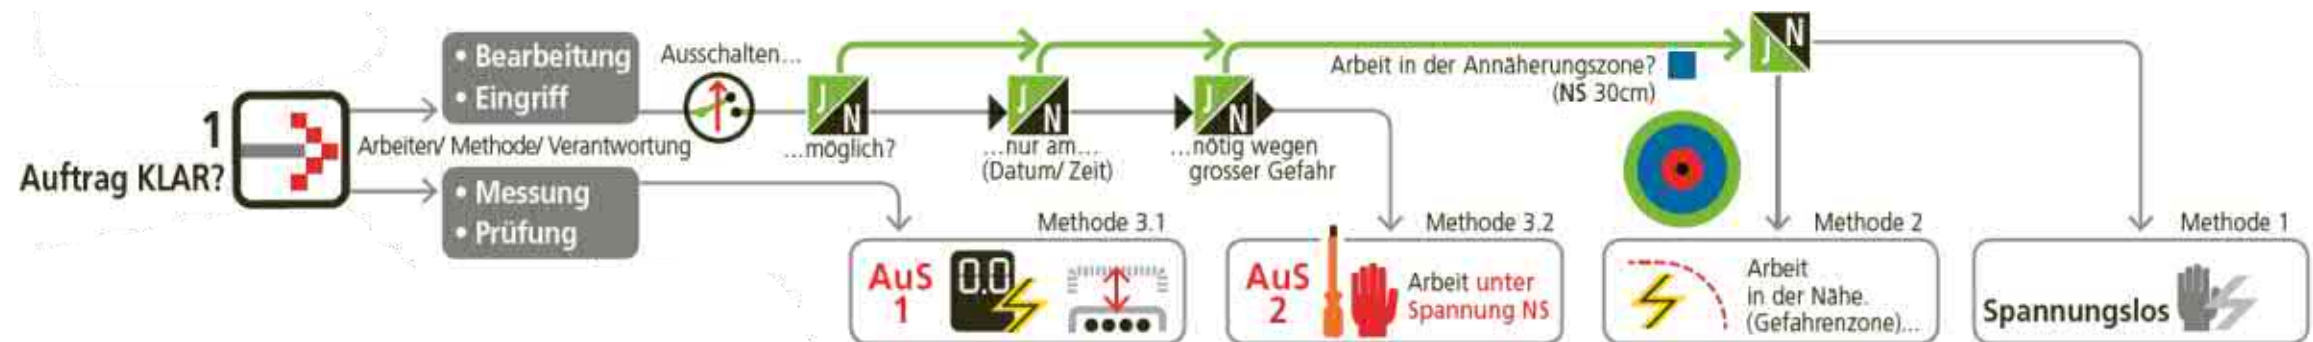 1
Auftrag KLAR?
• Bearbeitung
• Eingriff
Arbeiten/ Methode/ Verantwortung
• Messung
• Prüfung
Ausschalten...
J N
...möglich?
J N
...nur am...
(Datum/ Zeit)
J N
...nötig wegen
grosser Gefahr
Arbeit in der Annäherungszone?
(NS 30cm)
J N
Methode 3.1
AuS
1
0.0
Methode 3.2
AuS
2
Arbeit unter
Spannung NS
Methode 2
Arbeit
in der Nähe.
(Gefahrenzone)...
Methode 1
Spannungslos